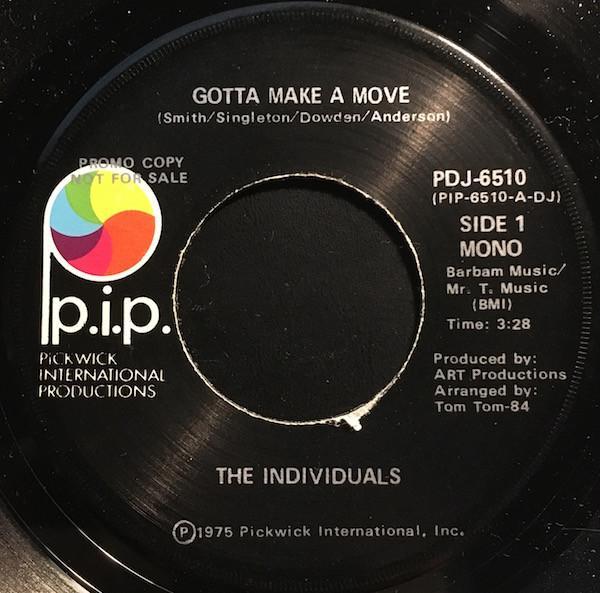 GOTTA MAKE A MOVE
(Smith/Singleton/Dowden/Anderson)
PROMO COPY
NOT FOR SALE
p.i.p.
PICKWICK
INTERNATIONAL
PRODUCTIONS
PDJ-6510
(PIP-6510-A-DJ)
SIDE 1
MONO
Barbam Music/
Mr. T. Music
(BMI)
Time: 3:28
Produced by:
ART Productions
Arranged by:
Tom Tom-84
THE INDIVIDUALS
Ⓟ1975 Pickwick International, Inc.